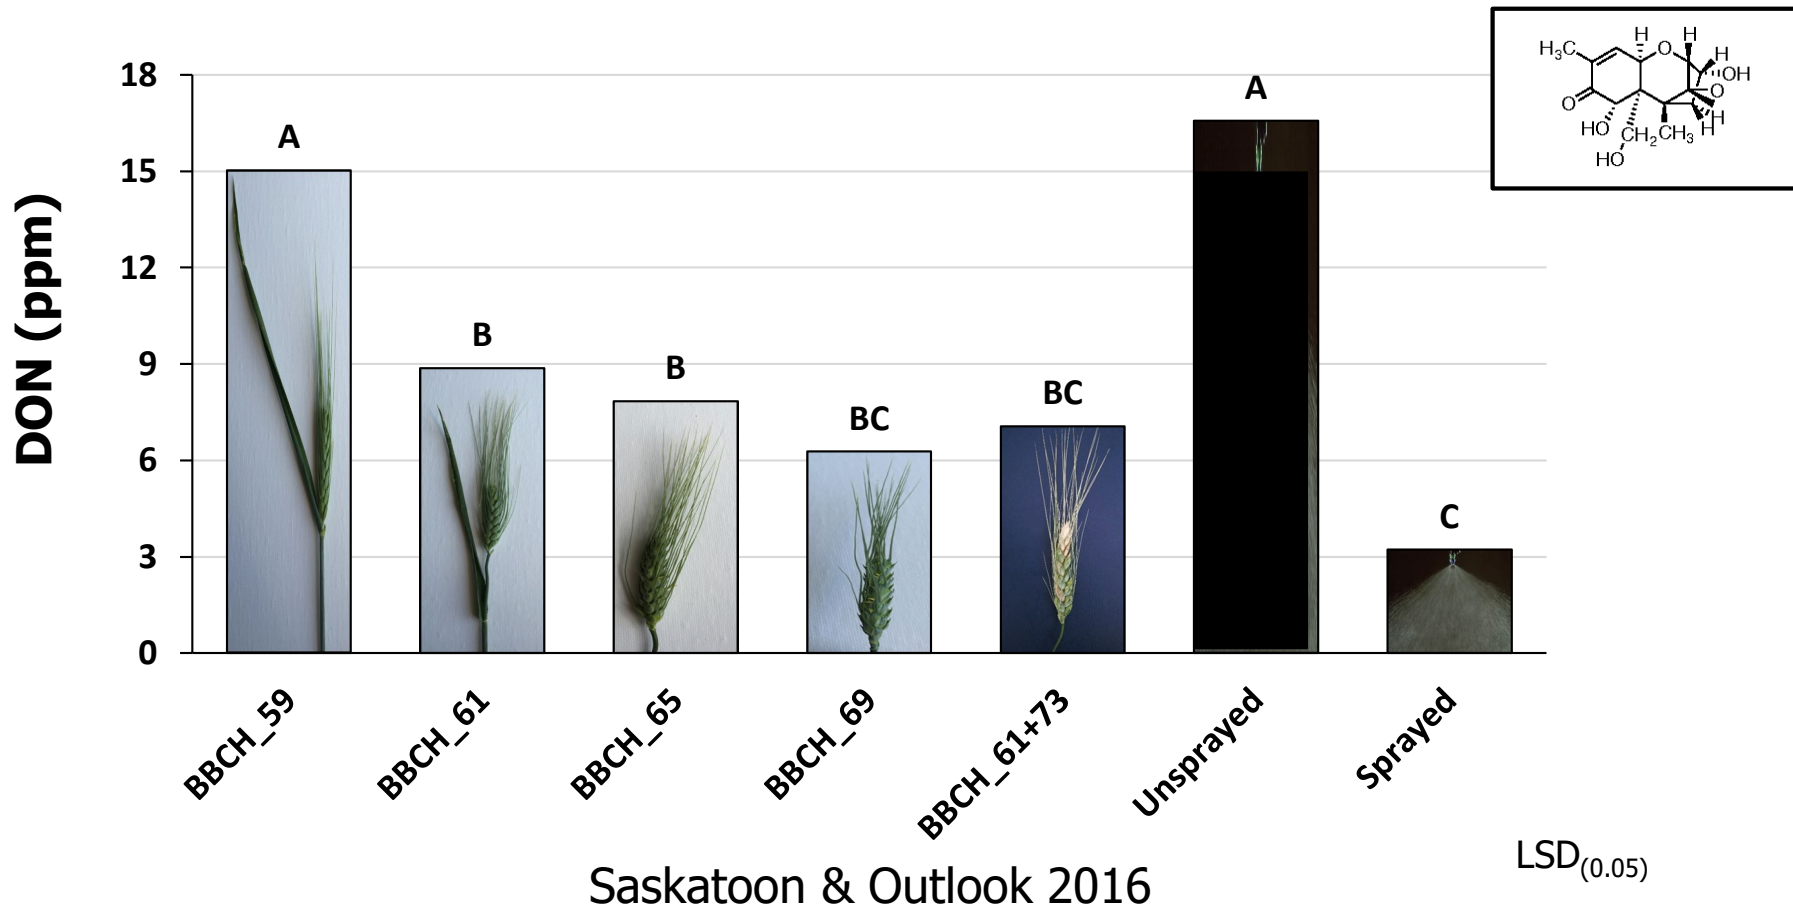 DON (ppm)
18
15
12
9
6
3
0
A
B
B
BC
BC
A
C
BBCH_59
BBCH_61
BBCH_65
BBCH_69
BBCH_61+73
Unsprayed
Sprayed
Saskatoon & Outlook 2016
LSD(0.05)
H
H
H₃C
O
H
OH
O
O
H
HO
CH₂
CH₃
H
HO